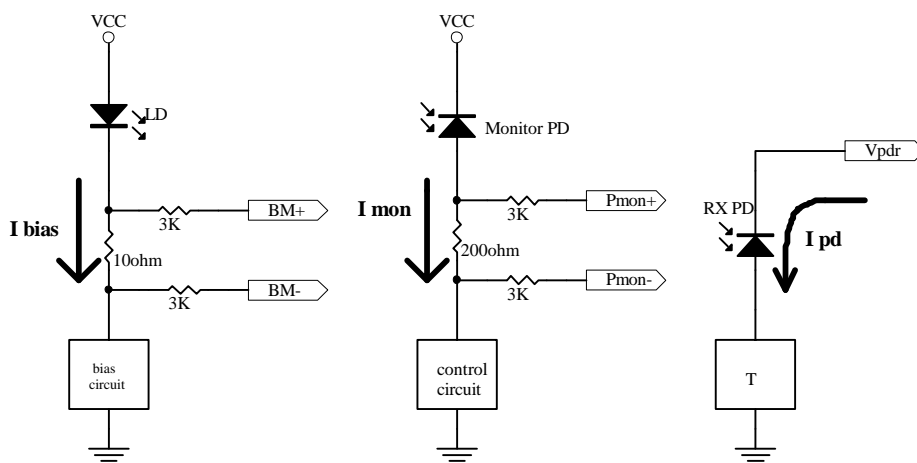 VCC
LD
I bias
3K
BM+
10ohm
3K
BM-
bias
circuit
VCC
Monitor PD
I mon
3K
Pmon+
200ohm
3K
Pmon-
control
circuit
Vpdr
RX PD
I pd
T